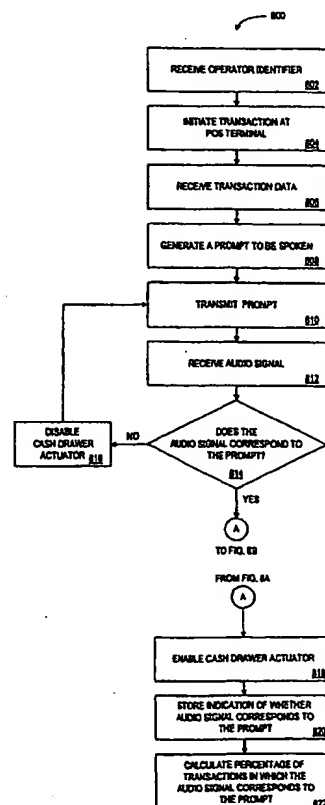 800
RECEIVE OPERATOR IDENTIFIER
802
INITIATE TRANSACTION AT
POS TERMINAL
804
RECEIVE TRANSACTION DATA
806
GENERATE A PROMPT TO BE SPOKEN
808
TRANSMIT PROMPT
810
RECEIVE AUDIO SIGNAL
812
DOES THE
AUDIO SIGNAL CORRESPOND TO
THE PROMPT?
814
NO
DISABLE
CASH DRAWER
ACTUATOR 816
YES
A
TO FIG. 8B
FROM FIG. 8A
A
ENABLE CASH DRAWER ACTUATOR
818
STORE INDICATION OF WHETHER
AUDIO SIGNAL CORRESPONDS TO
THE PROMPT 820
CALCULATE PERCENTAGE OF
TRANSACTIONS IN WHICH THE
AUDIO SIGNAL CORRESPONDS TO
THE PROMPT 822